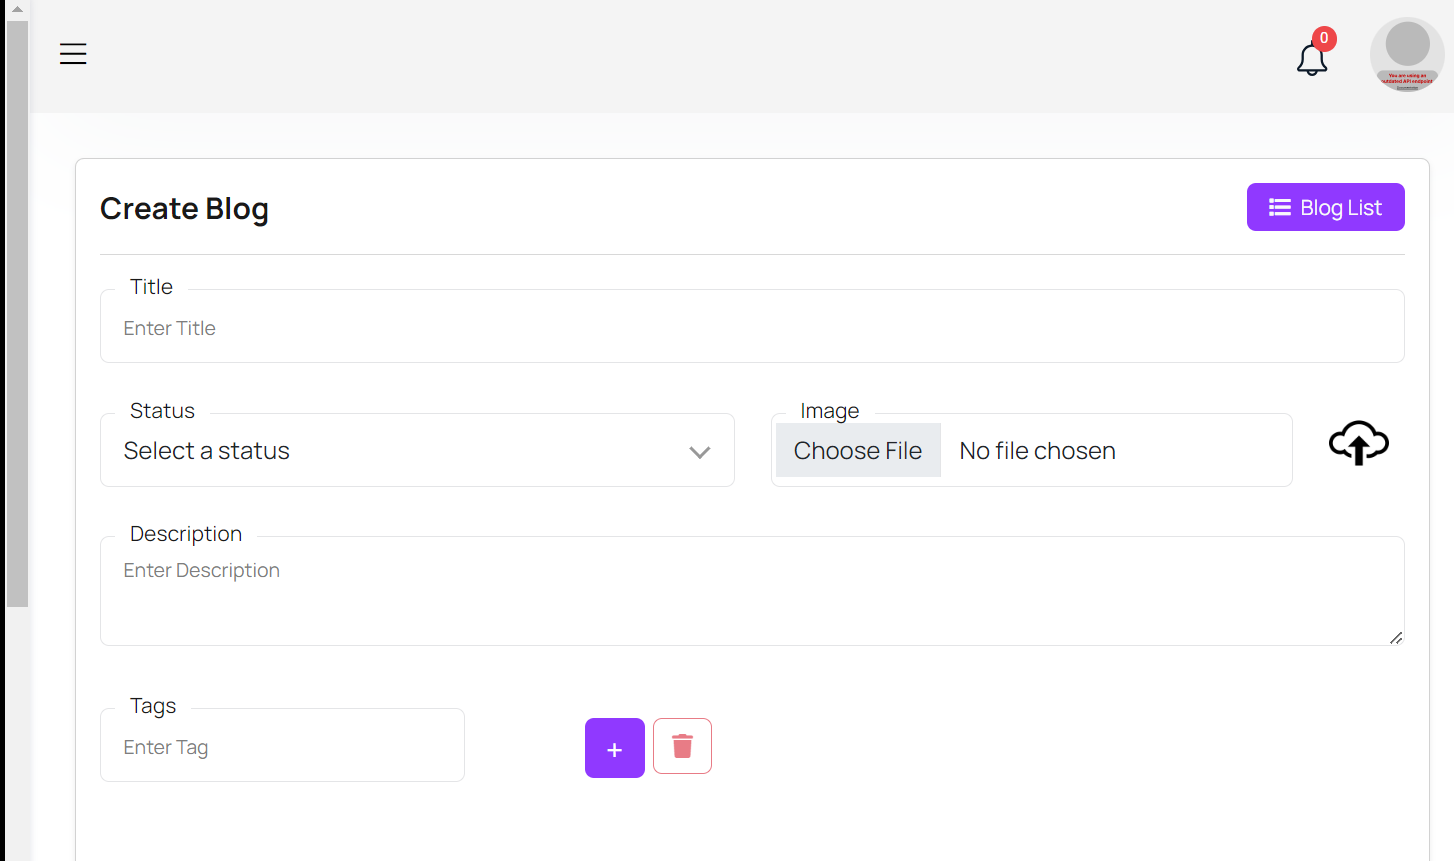 0
You are using an
outdated API endpoint
Create Blog
Blog List
Title
Enter Title
Status
Select a status
Image
Choose File
No file chosen
Description
Enter Description
Tags
Enter Tag
+